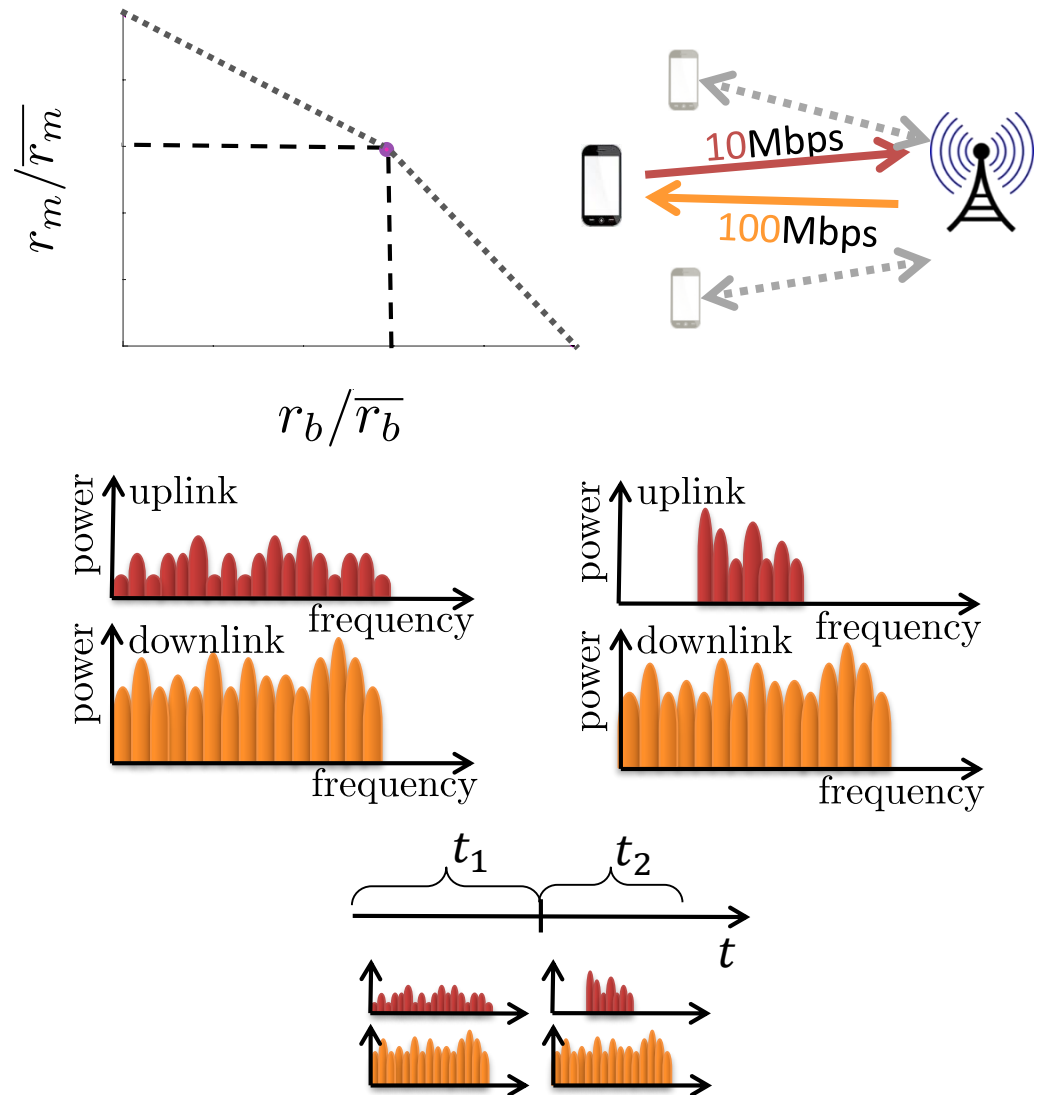 r_m/\overline{r_m}
10Mbps
100Mbps
r_b/\overline{r_b}
power
uplink
frequency
power
downlink
frequency
power
uplink
frequency
power
downlink
frequency
t_1
t_2
t